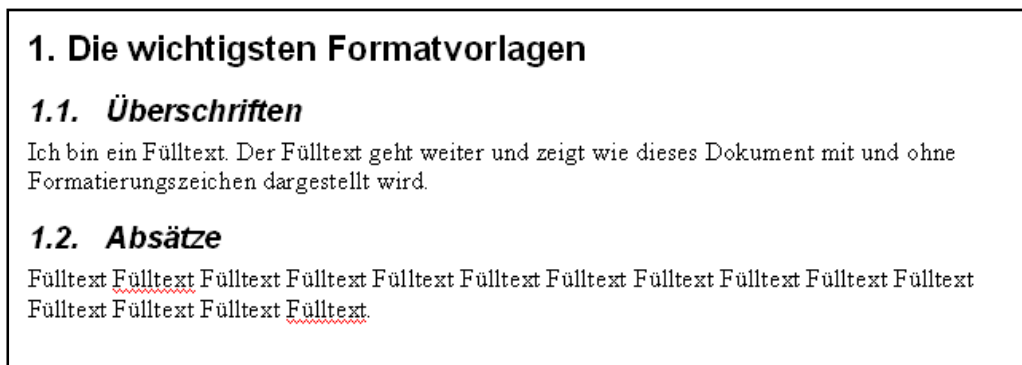 1. Die wichtigsten Formatvorlagen
1.1. Überschriften
Ich bin ein Fülltext. Der Fülltext geht weiter und zeigt wie dieses Dokument mit und ohne
Formatierungszeichen dargestellt wird.
1.2. Absätze
Fülltext Fülltext Fülltext Fülltext Fülltext Fülltext Fülltext Fülltext Fülltext Fülltext Fülltext
Fülltext Fülltext Fülltext Fülltext.